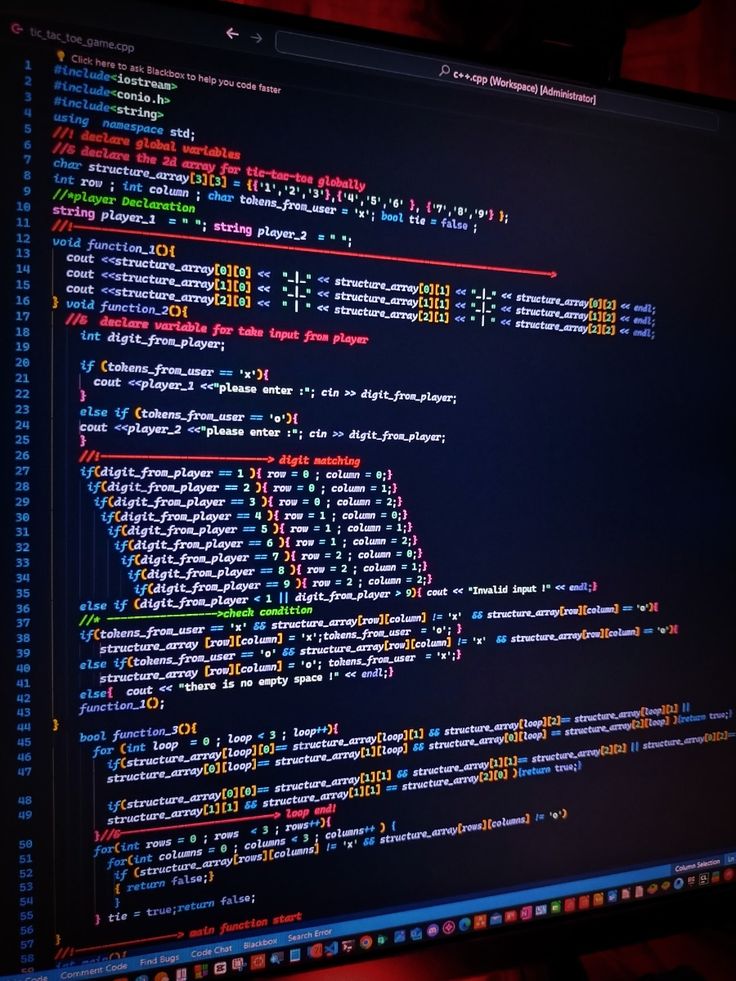 tic_tac_toe_game.cpp
c++.cpp (Workspace) [Administrator]
Click here to ask Blackbox to help you code faster
1 #include<iostream>
2 #include<conio.h>
3 #include<string>
4 using namespace std;
5 //! declare global variables
6 //& declare the 2d array for tic-tac-toe globally
7 char structure_array[3][3] = {{'1','2','3'},{'4','5','6' }, {'7','8','9'} };
8 int row ; int column ; char tokens_from_user = 'x'; bool tie = false ;
9 //*player Declaration
10 string player_1 = " "; string player_2 = " ";
11 //!------------------------------------------------------------>
12 void function_1(){
13 cout <<structure_array[0][0] << "_|_" << structure_array[0][1] << "_|_" << structure_array[0][2] << endl;
14 cout <<structure_array[1][0] << "_|_" << structure_array[1][1] << "_|_" << structure_array[1][2] << endl;
15 cout <<structure_array[2][0] << " | " << structure_array[2][1] << " | " << structure_array[2][2] << endl;
16 } void function_2(){
17 //& declare variable for take input from player
18 int digit_from_player;
19
20 if (tokens_from_user == 'x'){
21 cout <<player_1 <<"please enter :"; cin >> digit_from_player;
22 }
23 else if (tokens_from_user == 'o'){
24 cout <<player_2 <<"please enter :"; cin >> digit_from_player;
25 }
26 //!----------------------> digit matching
27 if(digit_from_player == 1 ){ row = 0 ; column = 0;}
28 if(digit_from_player == 2 ){ row = 0 ; column = 1;}
29 if(digit_from_player == 3 ){ row = 0 ; column = 2;}
30 if(digit_from_player == 4 ){ row = 1 ; column = 0;}
31 if(digit_from_player == 5 ){ row = 1 ; column = 1;}
32 if(digit_from_player == 6 ){ row = 1 ; column = 2;}
33 if(digit_from_player == 7 ){ row = 2 ; column = 0;}
34 if(digit_from_player == 8 ){ row = 2 ; column = 1;}
35 if(digit_from_player == 9 ){ row = 2 ; column = 2;}
36 else if (digit_from_player < 1 || digit_from_player > 9){ cout << "Invalid input !" << endl;}
37 //* --------------->check condition
38 if(tokens_from_user == 'x' && structure_array[row][column] != 'x' && structure_array[row][column] != 'o'){
39 structure_array [row][column] = 'x';tokens_from_user = 'o'; }
40 else if(tokens_from_user == 'o' && structure_array[row][column] != 'x' && structure_array[row][column] != 'o'){
41 structure_array [row][column] = 'o'; tokens_from_user = 'x';}
42 else{ cout << "there is no empty space !" << endl;}
43 function_1();
44 }
45 bool function_3(){
46 for (int loop = 0 ; loop < 3 ; loop++){
47 if(structure_array[loop][0]== structure_array[loop][1] && structure_array[loop][2]== structure_array[loop][1] ||
structure_array[0][loop]== structure_array[1][loop] && structure_array[0][loop] == structure_array[2][loop] ){return true;}
48 if(structure_array[0][0]== structure_array[1][1] && structure_array[1][1]== structure_array[2][2] || structure_array[0][2]==
49 structure_array[1][1] && structure_array[1][1] == structure_array[2][0] ){return true;}
}//&----------------------> loop end!
50 for(int rows = 0 ; rows < 3 ; rows++){
51 for(int columns = 0 ; columns < 3 ; columns++ ) {
52 if (structure_array[rows][columns] != 'x' && structure_array[rows][columns] != 'o')
53 { return false;}
54 }
55 } tie = true;return false;
56 }
57 //!--------------> main function start
58 int main(){
59
Column Selection
Code Comment Code Find Bugs Code Chat Blackbox Search Error